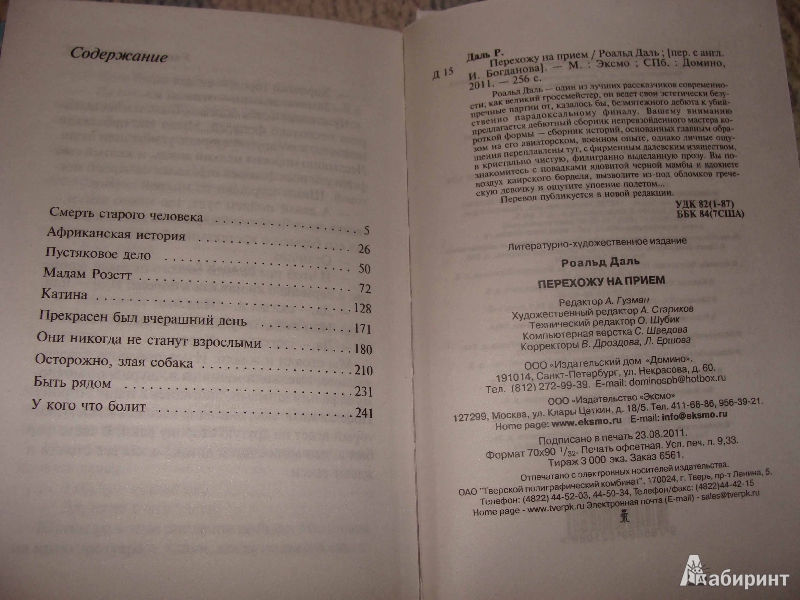 Содержание
Смерть старого человека 5
Африканская история 26
Пустяковое дело 50
Мадам Розетт 72
Катина 128
Прекрасен был вчерашний день 171
Они никогда не станут взрослыми 180
Осторожно, злая собака 210
Быть рядом 231
У кого что болит 241
Даль Р.
Д 15 Перехожу на прием / Роальд Даль ; [пер. с англ.
И. Богданова]. — М. : Эксмо ; СПб. : Домино,
2011. — 256 с.
Роальд Даль — один из лучших рассказчиков современно-
сти, как великий гроссмейстер, он ведет свои эстетически безу-
пречные партии от, казалось бы, безмятежного дебюта к убий-
ственно парадоксальному финалу. Вашему вниманию
предлагается дебютный сборник непревзойденного мастера ко-
роткой формы — сборник историй, основанных главным обра-
зом на его авиаторском, военном опыте, однако личные ощу-
щения переплавлены тут, с фирменным далевским изяществом,
в кристально чистую, филигранно выделанную прозу. Вы по-
знакомитесь с повадками ядовитой черной мамбы и вдохнете
воздух каирского борделя, вызволите из-под обломков грече-
скую девочку и ощутите упоение полетом...
Перевод публикуется в новой редакции.
УДК 82(1-87)
ББК 84(7США)
Литературно-художественное издание
Роальд Даль
ПЕРЕХОЖУ НА ПРИЕМ
Редактор А. Гузман
Художественный редактор А. Стариков
Технический редактор О. Шубик
Компьютерная верстка С. Шведова
Корректоры В. Дроздова, Л. Ершова
ООО «Издательский дом «Домино».
191014, Санкт-Петербург, ул. Некрасова, д. 60.
Тел. (812) 272-99-39. E-mail: dominospb@hotbox.ru
ООО «Издательство «Эксмо»
127299, Москва, ул. Клары Цеткин, д. 18/5. Тел. 411-68-86, 956-39-21.
Home page: www.eksmo.ru E-mail: info@eksmo.ru
Подписано в печать 23.08.2011.
Формат 70x90 1/32. Печать офсетная. Усл. печ. л. 9,33.
Тираж 3 000 экз. Заказ 6561.
Отпечатано с электронных носителей издательства.
ОАО "Тверской полиграфический комбинат", 170024, г. Тверь, пр-т Ленина, 5.
Телефон: (4822) 44-52-03, 44-50-34, Телефон/факс: (4822)44-42-15
Home page - www.tverpk.ru Электронная почта (E-mail) - sales@tverpk.ru
Лабиринт